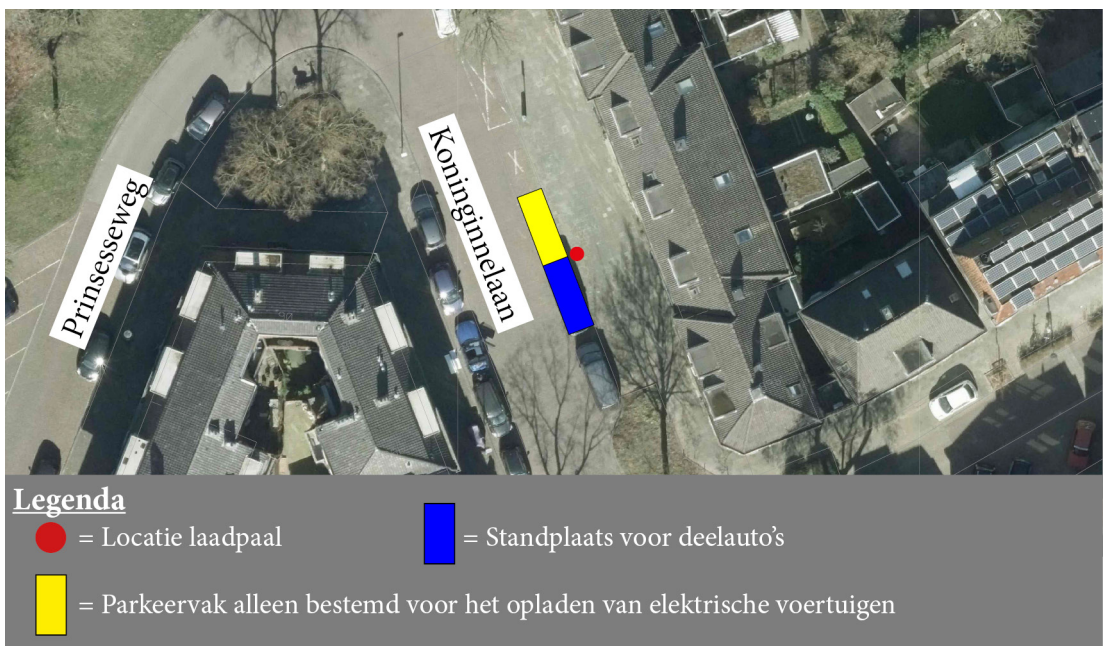 Prinsesseweg
Koninginnelaan
Legenda
= Locatie laadpaal
= Standplaats voor deelauto's
= Parkeervak alleen bestemd voor het opladen van elektrische voertuigen